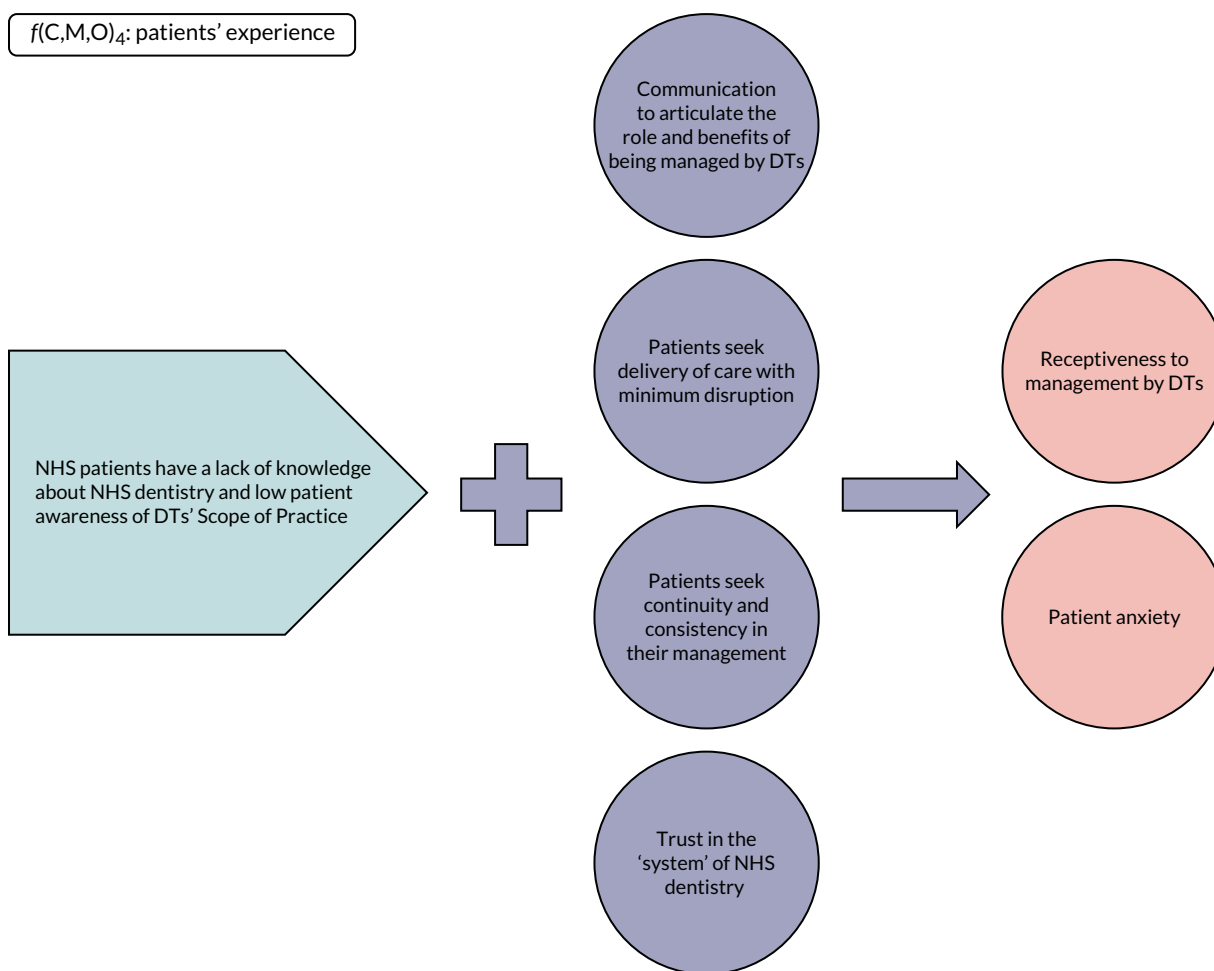 f(C,M,O)4: patients’ experience
Communication
to articulate the
role and benefits of
being managed by DTs
Patients seek
delivery of care with
minimum disruption
Receptiveness to
management by DTs
NHS patients have a lack of knowledge
about NHS dentistry and low patient
awareness of DTs’ Scope of Practice
Patients seek
continuity and
consistency in
their management
Patient anxiety
Trust in the
‘system’ of NHS
dentistry